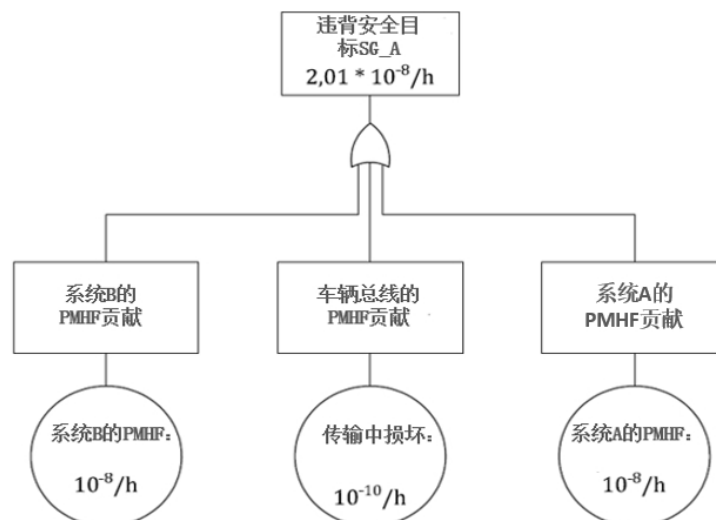 违背安全目
标SG_A
2,01 * 10⁻⁸/h
系统B的
PMHF贡献
车辆总线的
PMHF贡献
系统A的
PMHF贡献
系统B的PMHF：
10⁻⁸/h
传输中损坏：
10⁻¹⁰/h
系统A的PMHF：
10⁻⁸/h